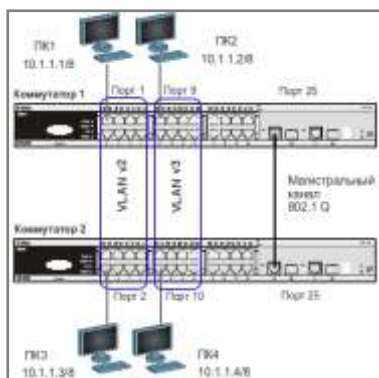 ПК1
10.1.1.1/8
ПК2
10.1.1.2/8
Порт 1
Порт 9
Порт 25
Коммутатор 1
VLAN v2
VLAN v3
Магистральный
канал
802.1 Q
Коммутатор 2
Порт 2
Порт 10
Порт 25
ПК3
10.1.1.3/8
ПК4
10.1.1.4/8